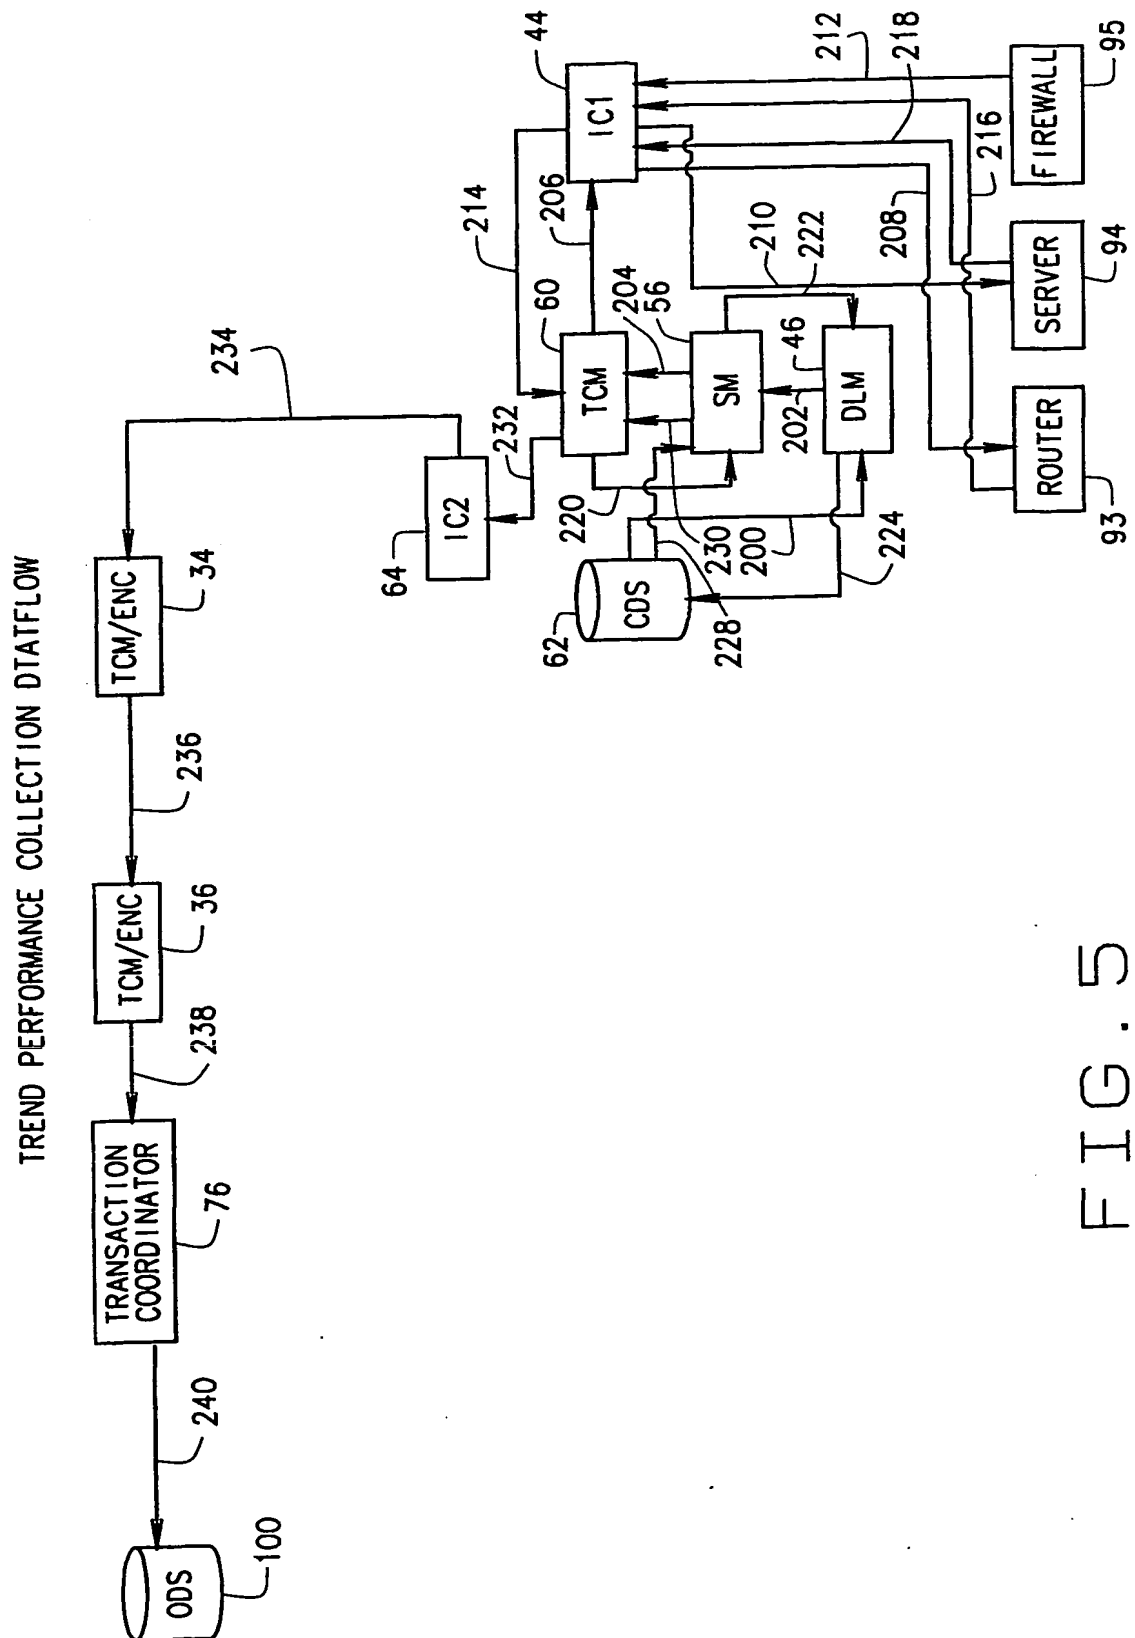 TREND PERFORMANCE COLLECTION DTATFLOW
ODS
100
240
TRANSACTION
COORDINATOR
76
238
TCM/ENC
36
236
TCM/ENC
34
234
64
IC2
232
214
60
TCM
206
44
IC1
220
204
62
CDS
228
230
200
224
SM
56
202
46
DLM
222
210
208
212
218
216
ROUTER
93
SERVER
94
FIREWALL
95
FIG. 5